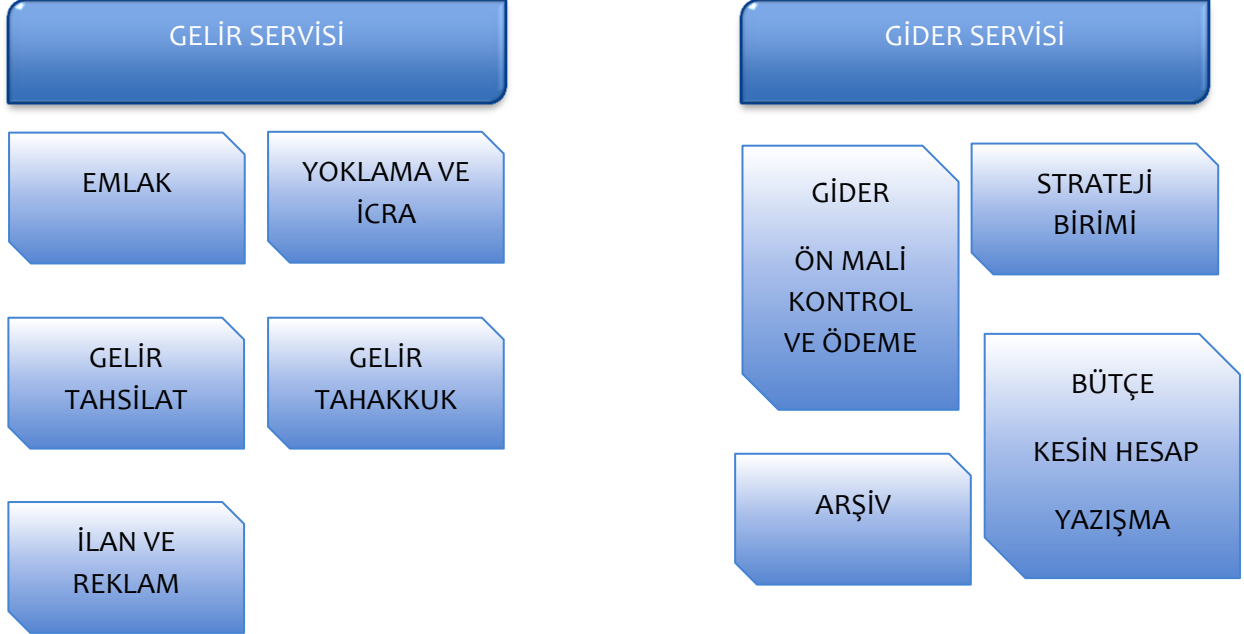 GELİR SERVİSİ
EMLAK
YOKLAMA VE
İCRA
GELİR
TAHSİLAT
GELİR
TAHAKKUK
İLAN VE
REKLAM
GİDER SERVİSİ
GİDER
ÖN MALİ
KONTROL
VE ÖDEME
STRATEJİ
BİRİMİ
ARŞİV
BÜTÇE
KESİN HESAP
YAZIŞMA